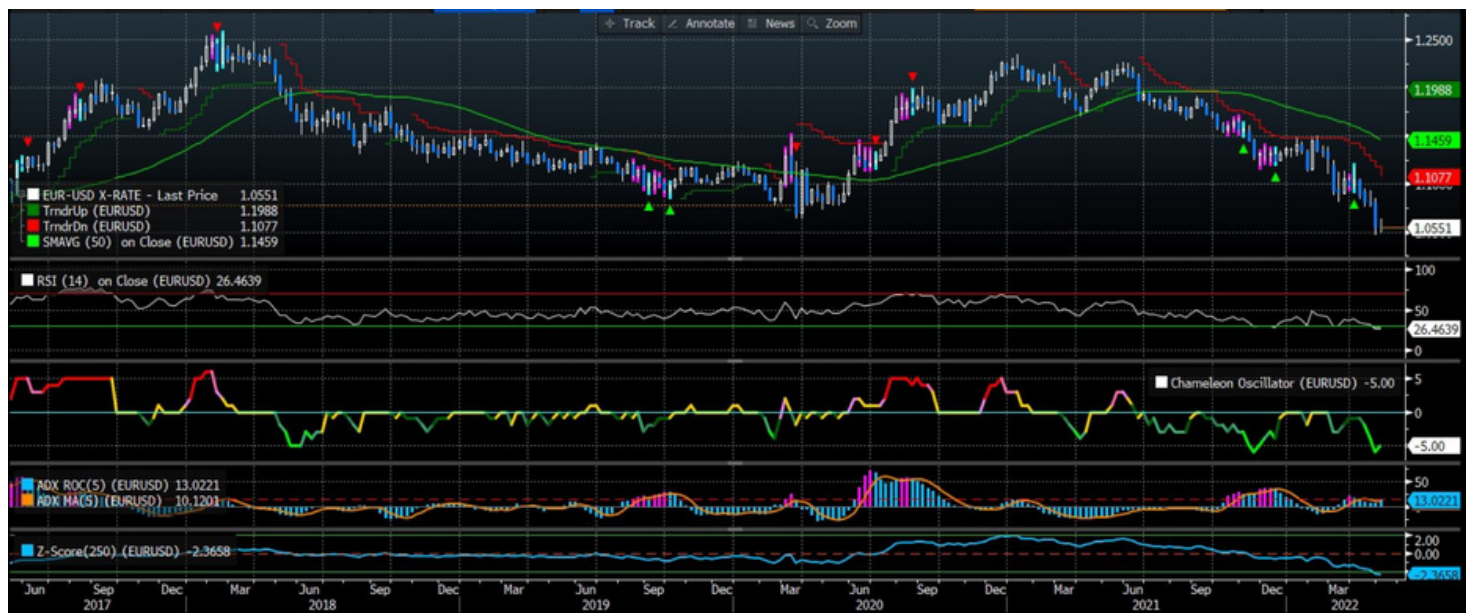 Track Annotate News Zoom
1.2500
1.1988
1.1459
1.1077
1.0551
EUR-USD X-RATE - Last Price 1.0551
TrndrUp (EURUSD) 1.1988
TrndrDn (EURUSD) 1.1077
SMAVG (50) on Close (EURUSD) 1.1459
RSI (14) on Close (EURUSD) 26.4639
100
50
26.4639
0
Chameleon Oscillator (EURUSD) -5.00
5
0
-5.00
ADX ROC(5) (EURUSD) 13.0221
ADX MA(5) (EURUSD) 10.1201
50
13.0221
Z-Score(250) (EURUSD) -2.3658
2.00
0.00
-2.3658
Jun Sep Dec Mar Jun Sep Dec Mar Jun Sep Dec Mar Jun Sep Dec Mar Jun Sep Dec Mar
2017 2018 2019 2020 2021 2022